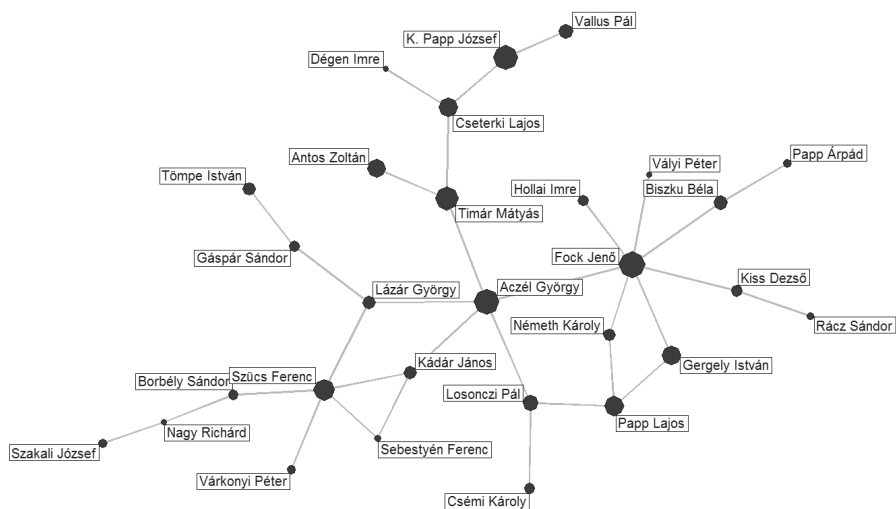 Vallus Pál
K. Papp József
Dégen Imre
Cseterki Lajos
Antos Zoltán
Vályi Péter
Papp Árpád
Tömpe István
Hollai Imre
Biszku Béla
Timár Mátyás
Gáspár Sándor
Fock Jenő
Kiss Dezső
Lázár György
Aczél György
Németh Károly
Rácz Sándor
Gergely István
Borbély Sándor
Szücs Ferenc
Kádár János
Losonczi Pál
Papp Lajos
Nagy Richárd
Szakali József
Sebestyén Ferenc
Várkonyi Péter
Csémi Károly